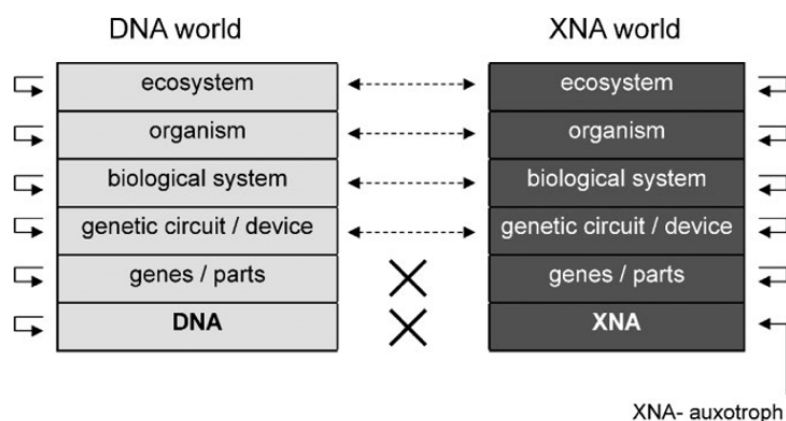 DNA world XNA world
ecosystem ecosystem
organism organism
biological system biological system
genetic circuit / device genetic circuit / device
genes / parts genes / parts
DNA XNA
XNA- auxotroph